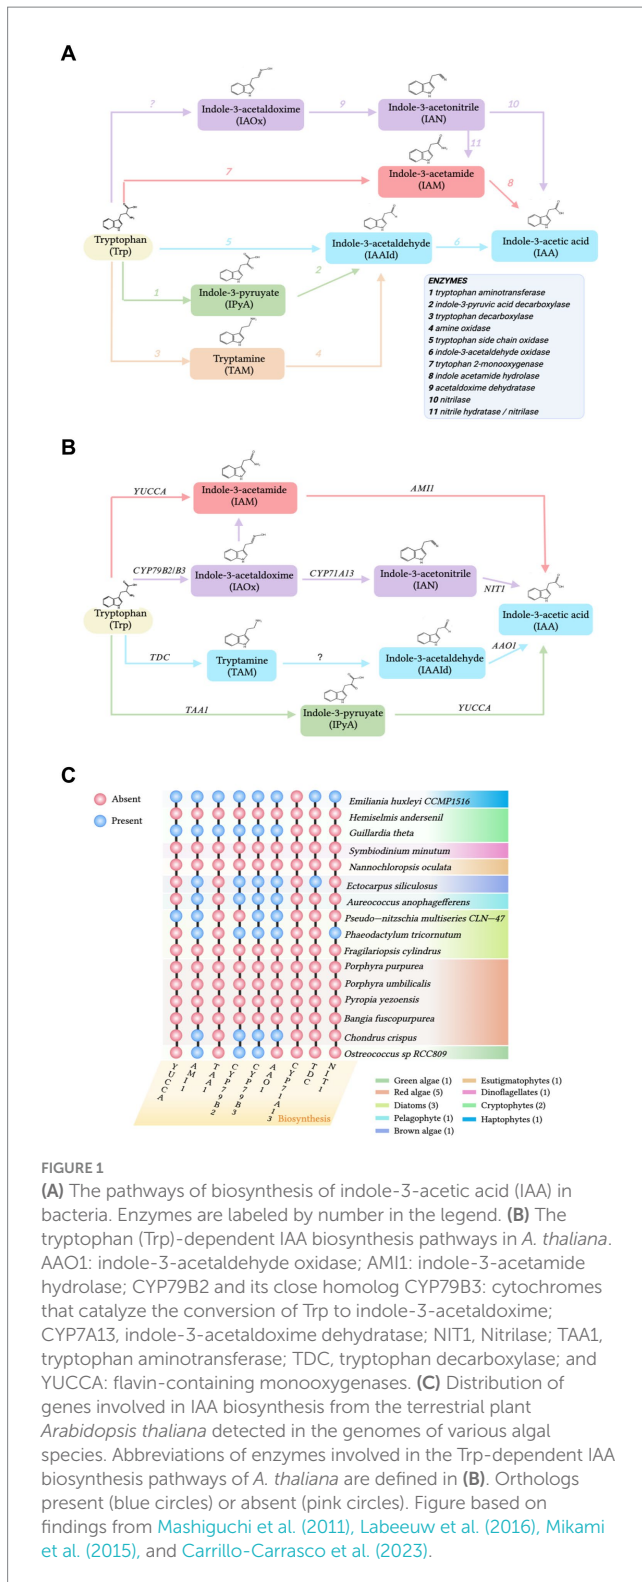 A
Indole-3-acetaldoxime
(IAOx)
Indole-3-acetonitrile
(IAN)
?
9
10
11
Indole-3-acetamide
(IAM)
7
8
Tryptophan
(Trp)
5
Indole-3-acetaldehyde
(IAAld)
6
Indole-3-acetic acid
(IAA)
1
Indole-3-pyruyate
(IPyA)
2
3
Tryptamine
(TAM)
4
ENZYMES
1 tryptophan aminotransferase
2 indole-3-pyruvic acid decarboxylase
3 tryptophan decarboxylase
4 amine oxidase
5 tryptophan side chain oxidase
6 indole-3-acetaldehyde oxidase
7 trytophan 2-monooxygenase
8 indole acetamide hydrolase
9 acetaldoxime dehydratase
10 nitrilase
11 nitrile hydratase / nitrilase
B
YUCCA
Indole-3-acetamide
(IAM)
AMI1
CYP79B2/B3
Indole-3-acetaldoxime
(IAOx)
CYP71A13
Indole-3-acetonitrile
(IAN)
NIT1
Tryptophan
(Trp)
Indole-3-acetic acid
(IAA)
TDC
Tryptamine
(TAM)
?
Indole-3-acetaldehyde
(IAAld)
AAO1
TAA1
Indole-3-pyruyate
(IPyA)
YUCCA
C
Absent
Present
Emiliania huxleyi CCMP1516
Hemiselmis andersenil
Guillardia theta
Symbiodinium minutum
Nannochloropsis oculata
Ectocarpus siliculosus
Aureococcus anophagefferens
Pseudo-nitzschia multiseries CLN-47
Phaeodactylum tricornutum
Fragilariopsis cylindrus
Porphyra purpurea
Porphyra umbilicalis
Pyropia yezoensis
Bangia fuscopurpurea
Chondrus crispus
Ostreococcus sp RCC809
YUCCA
AMI1
TAA1
CYP79B2
CYP79B3
AAO1
CYP71A13
TDC
NIT1
Biosynthesis
Green algae (1)
Red algae (5)
Diatoms (3)
Pelagophyte (1)
Brown algae (1)
Esutigmatophytes (1)
Dinoflagellates (1)
Cryptophytes (2)
Haptophytes (1)
FIGURE 1
(A) The pathways of biosynthesis of indole-3-acetic acid (IAA) in
bacteria. Enzymes are labeled by number in the legend. (B) The
tryptophan (Trp)-dependent IAA biosynthesis pathways in A. thaliana.
AAO1: indole-3-acetaldehyde oxidase; AMI1: indole-3-acetamide
hydrolase; CYP79B2 and its close homolog CYP79B3: cytochromes
that catalyze the conversion of Trp to indole-3-acetaldoxime;
CYP7A13, indole-3-acetaldoxime dehydratase; NIT1, Nitrilase; TAA1,
tryptophan aminotransferase; TDC, tryptophan decarboxylase; and
YUCCA: flavin-containing monooxygenases. (C) Distribution of
genes involved in IAA biosynthesis from the terrestrial plant
Arabidopsis thaliana detected in the genomes of various algal
species. Abbreviations of enzymes involved in the Trp-dependent IAA
biosynthesis pathways of A. thaliana are defined in (B). Orthologs
present (blue circles) or absent (pink circles). Figure based on
findings from Mashiguchi et al. (2011), Labeeuw et al. (2016), Mikami
et al. (2015), and Carrillo-Carrasco et al. (2023).